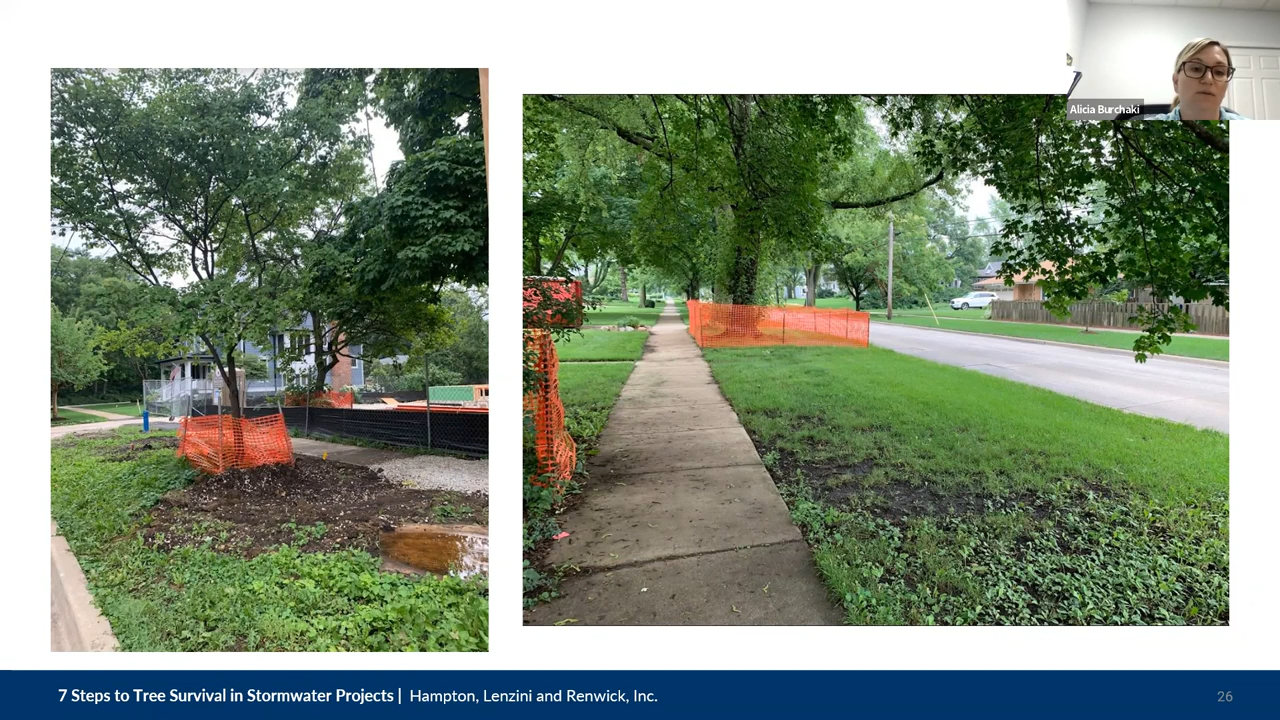 Alicia Burchaki
7 Steps to Tree Survival in Stormwater Projects | Hampton, Lenzini and Renwick, Inc.
26